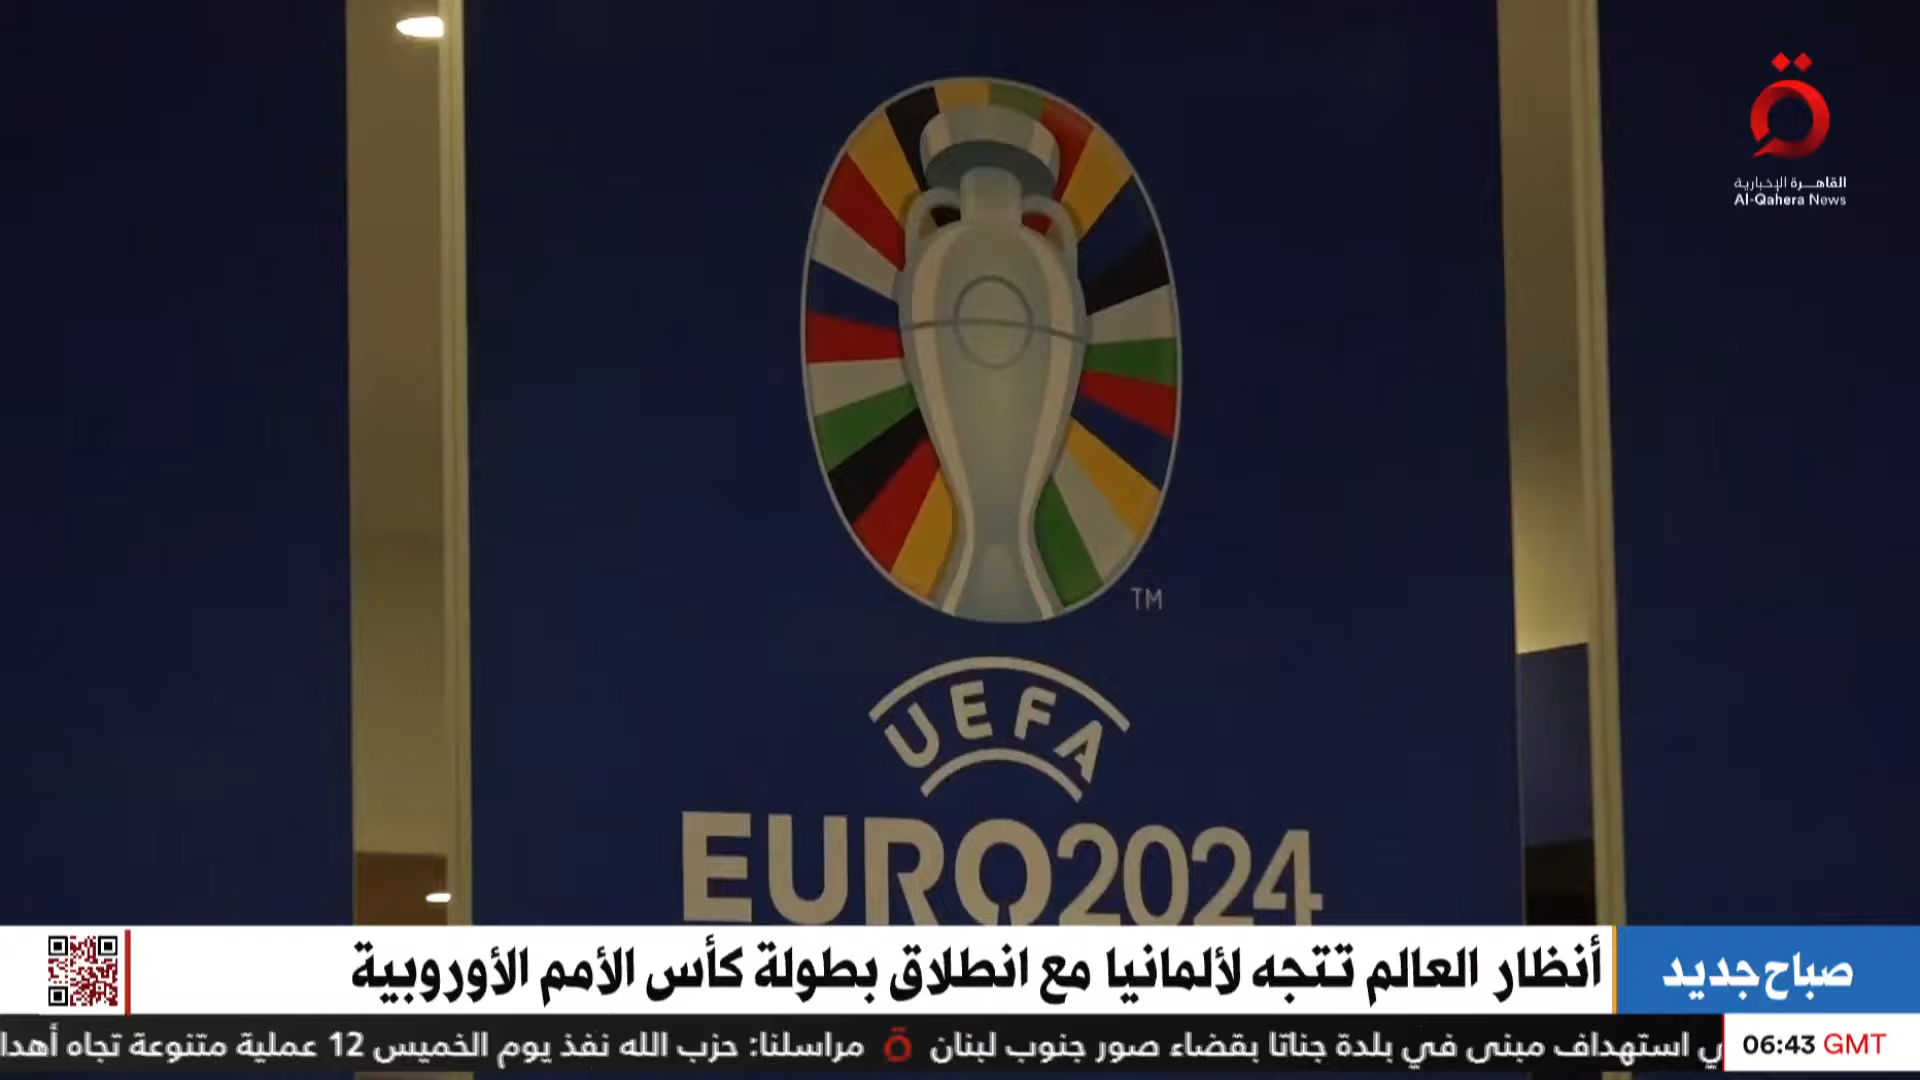 القاهرة الإخبارية
Al-Qahera News
TM
UEFA
EURO2024
صباح جديد
أنظار العالم تتجه لألمانيا مع انطلاق بطولة كأس الأمم الأوروبية
06:43 GMT
ي استهداف مبنى في بلدة جناتا بقضاء صور جنوب لبنان
مراسلنا: حزب الله نفذ يوم الخميس 12 عملية متنوعة تجاه أهدا